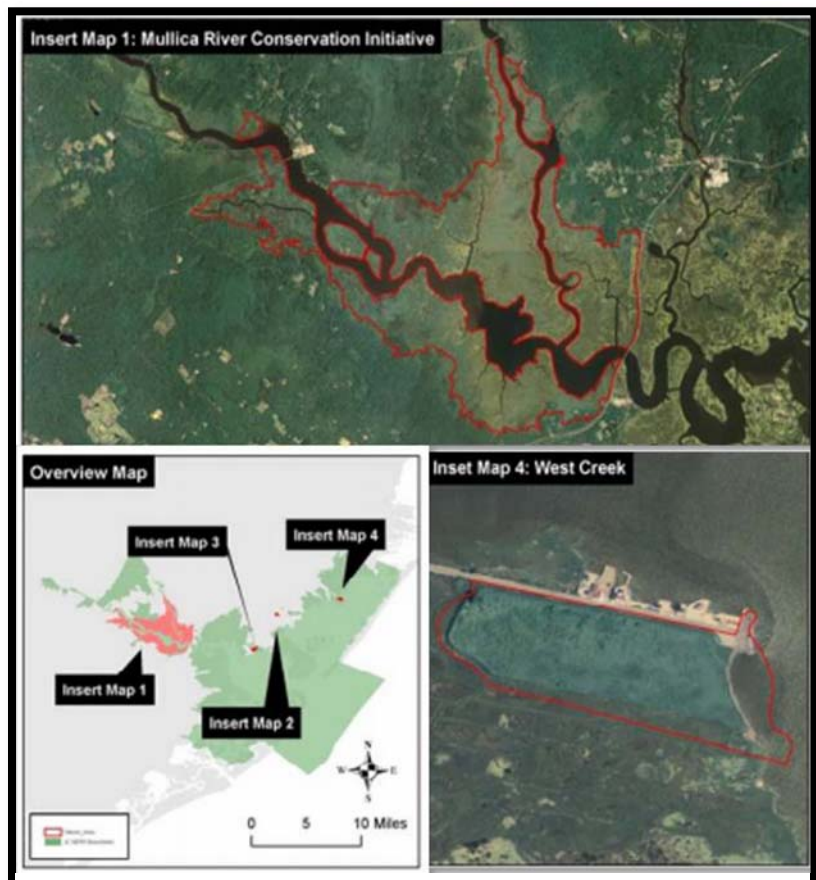 Insert Map 1: Mullica River Conservation Initiative
Overview Map
Insert Map 3
Insert Map 4
Insert Map 1
Insert Map 2
N
W E
S
0 5 10 Miles
Inset Map 4: West Creek